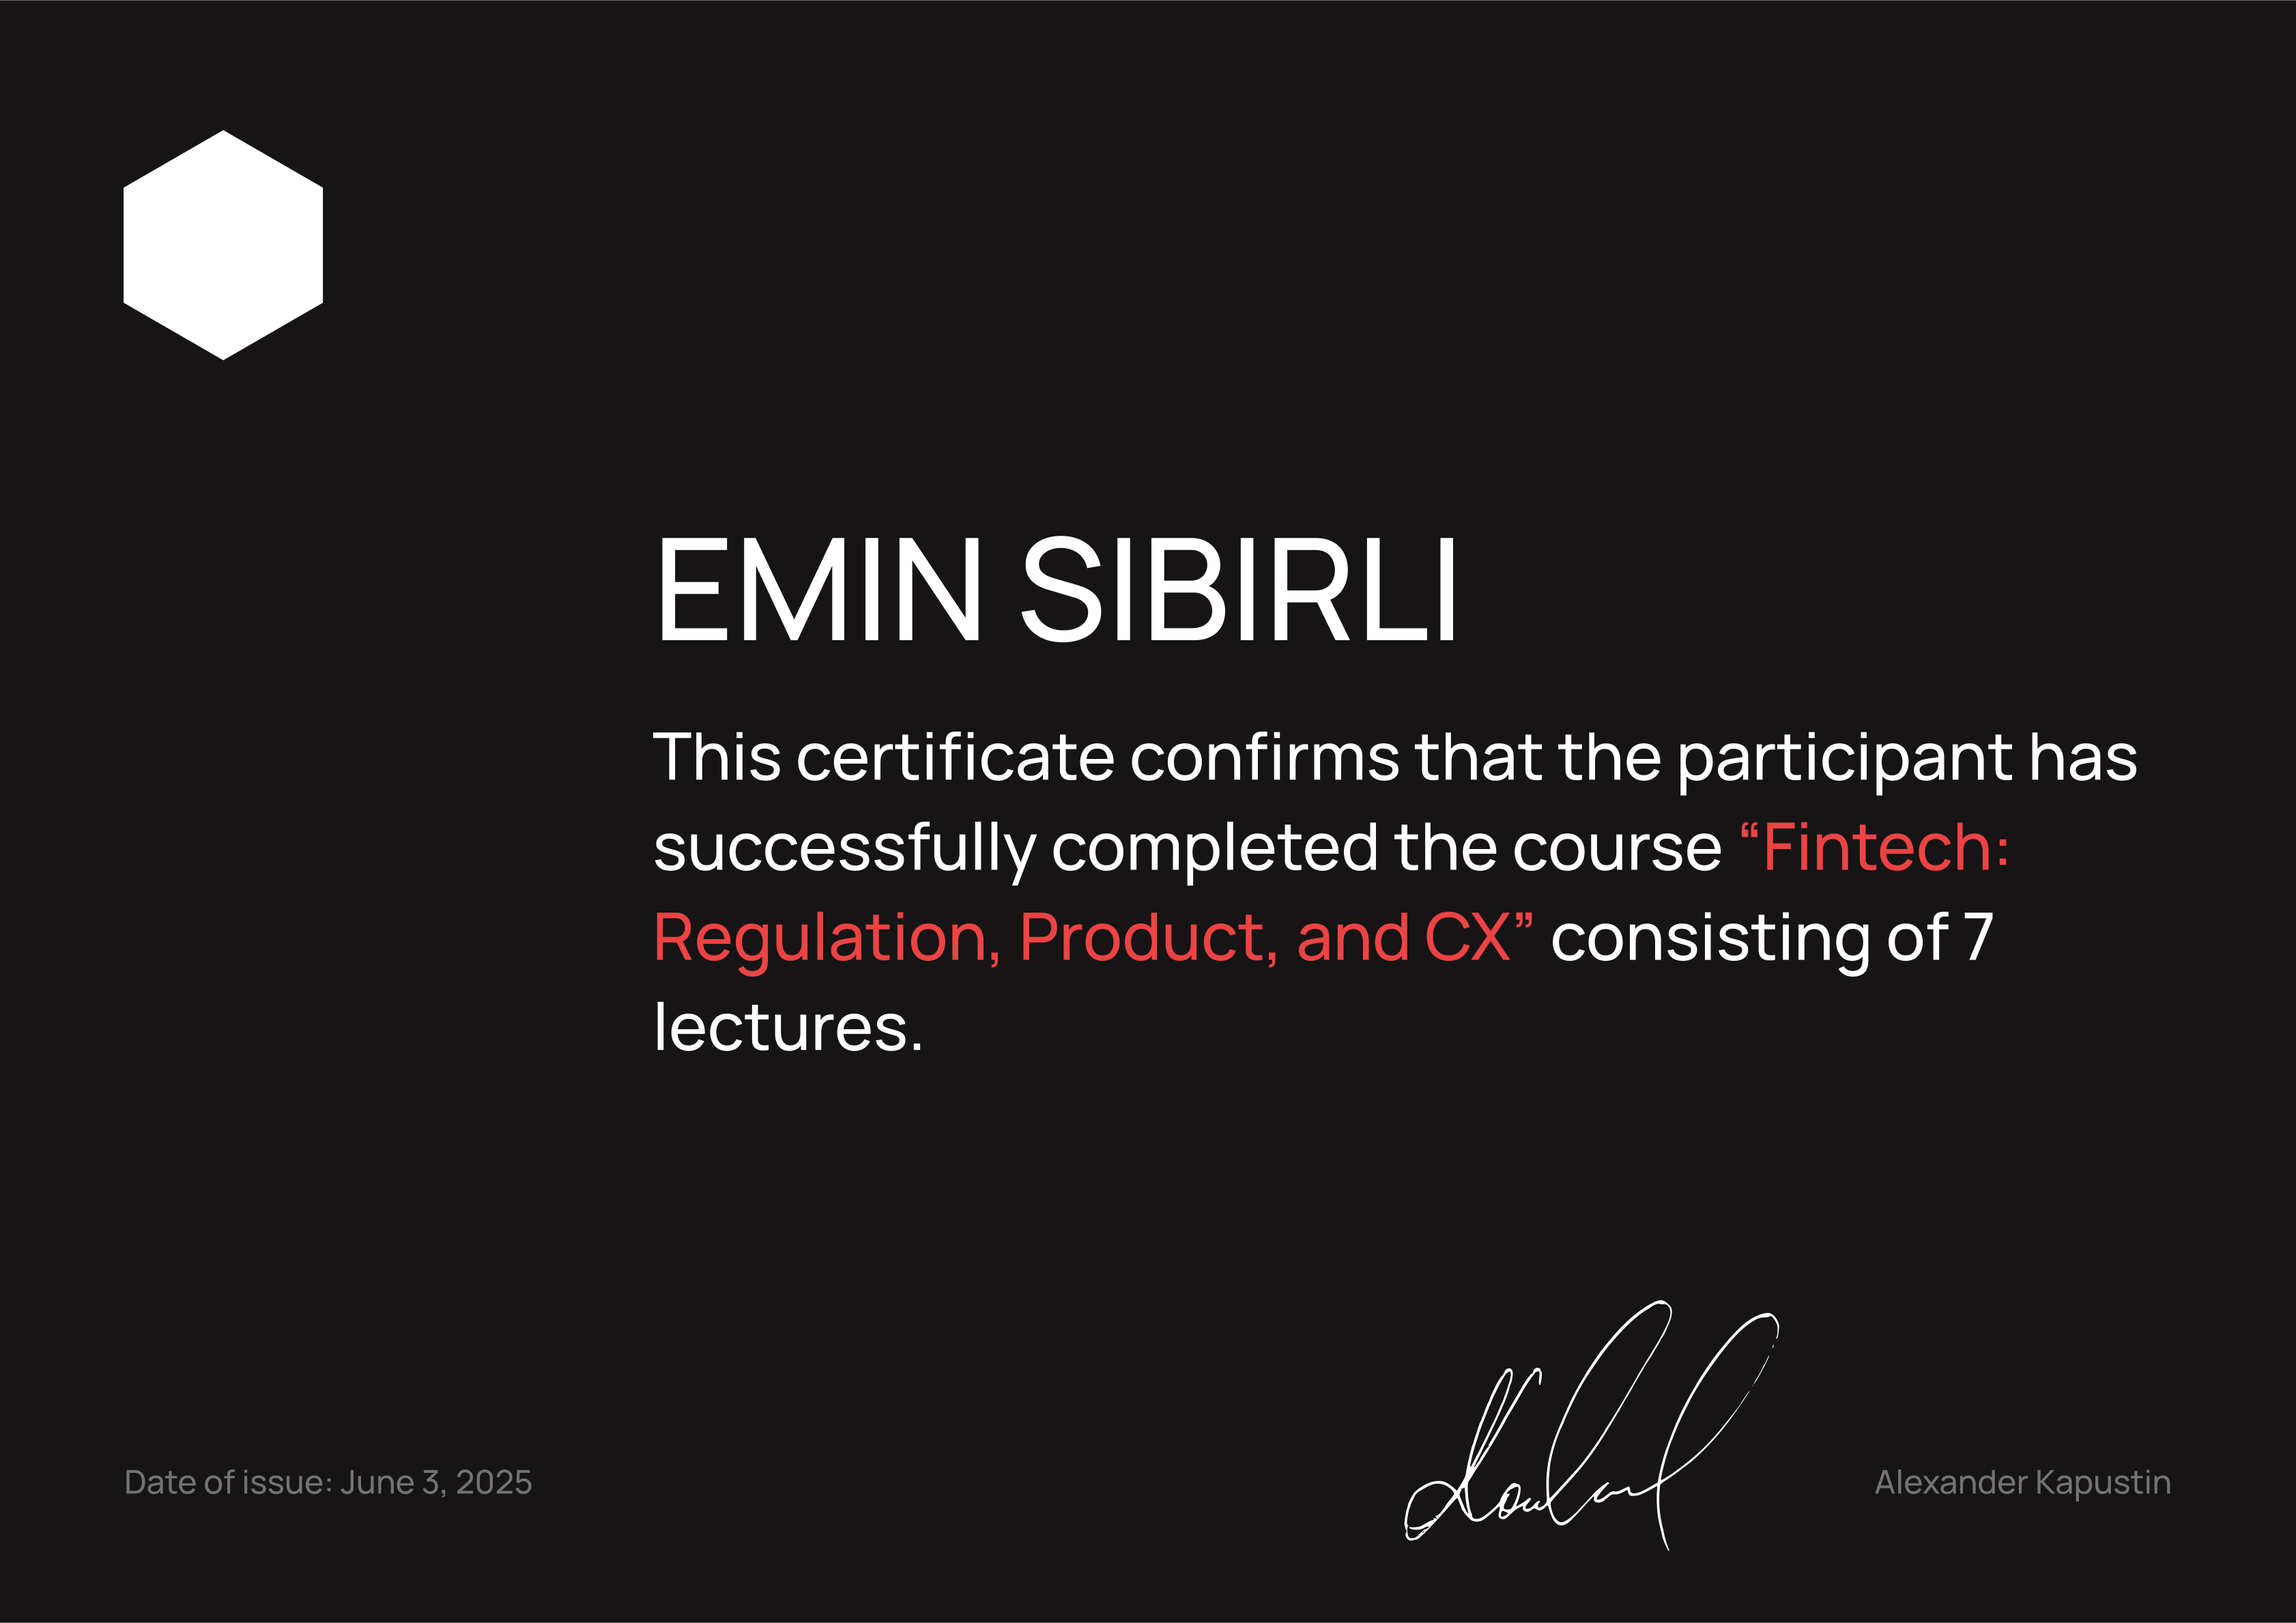 EMIN SIBIRLI
This certificate confirms that the participant has
successfully completed the course “Fintech:
Regulation, Product, and CX” consisting of 7
lectures.
Date of issue: June 3, 2025
Alexander Kapustin